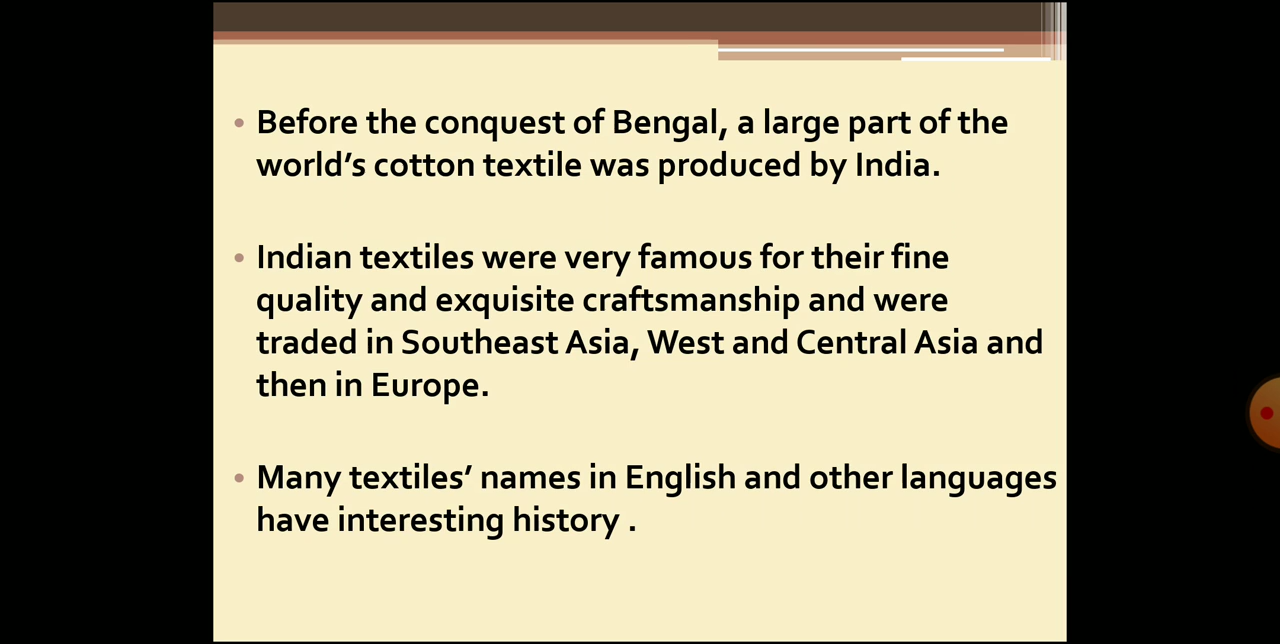 • Before the conquest of Bengal, a large part of the
world’s cotton textile was produced by India.
• Indian textiles were very famous for their fine
quality and exquisite craftsmanship and were
traded in Southeast Asia, West and Central Asia and
then in Europe.
• Many textiles’ names in English and other languages
have interesting history .